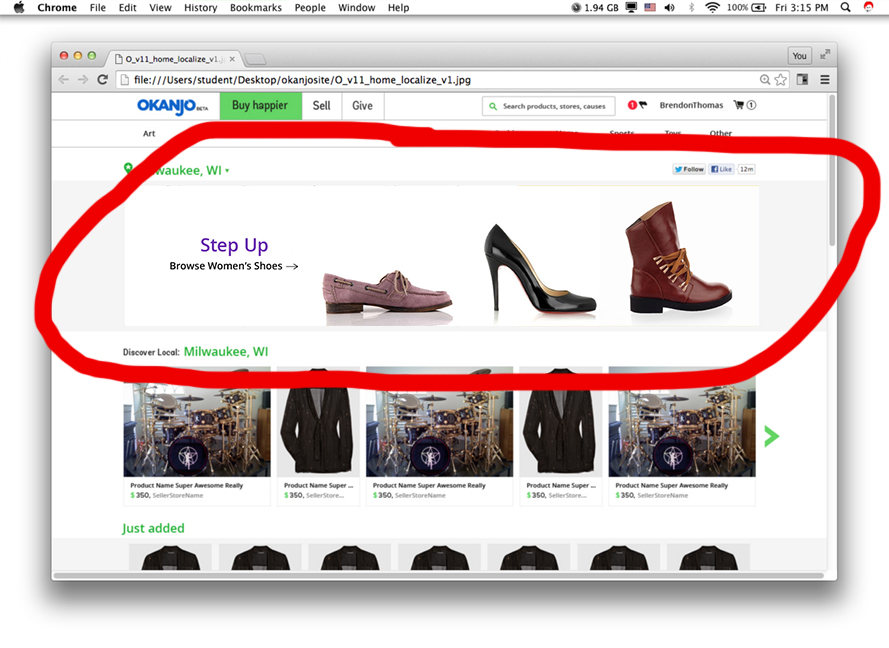 Chrome File Edit View History Bookmarks People Window Help 1.94 GB 100% Fri 3:15 PM
O_v11_home_localize_v1.j You
file:///Users/student/Desktop/okanjosite/O_v11_home_localize_v1.jpg
OKANJO BETA Buy happier Sell Give Search products, stores, causes 1 BrendonThomas 1
Art Sports Toys Other
waukee, WI Follow Like 12m
Step Up
Browse Women's Shoes →
Discover Local: Milwaukee, WI
Product Name Super Awesome Really Product Name Super ... Product Name Super Awesome Really Product Name Super ... Product Name Super Awesome Really
$ 350, SellerStoreName $ 350, SellerStore... $ 350, SellerStoreName $ 350, SellerStore... $ 350, SellerStoreName
Just added